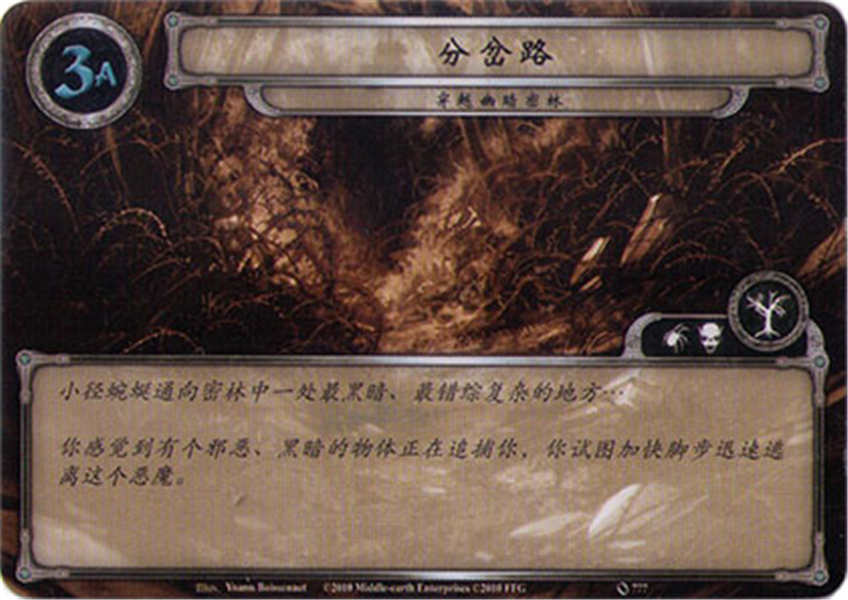 3A
分岔路
穿越幽暗密林
小径蜿蜒通向密林中一处最黑暗、最错综复杂的地方…
你感觉到有个邪恶、黑暗的物体正在追捕你，你试图加快脚步迅速逃
离这个恶魔。
Illus. Yoann Boissonnet ©2010 Middle-earth Enterprises ©2010 FFG ???